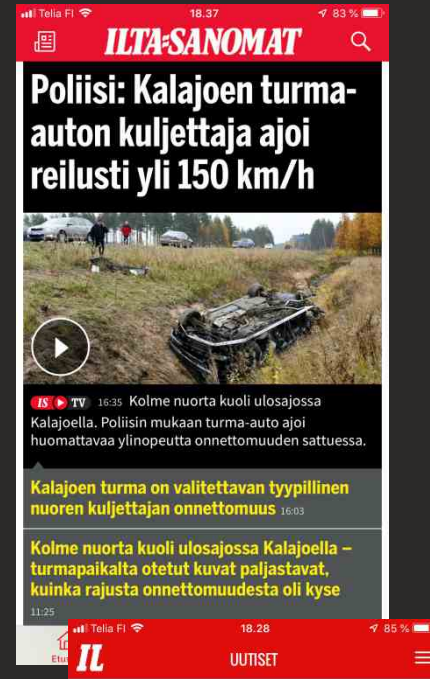 Telia FI 18.37 83 %
ILTA-SANOMAT
Poliisi: Kalajoen turma-
auton kuljettaja ajoi
reilusti yli 150 km/h
IS TV 16:35 Kolme nuorta kuoli ulosajossa
Kalajoella. Poliisin mukaan turma-auto ajoi
huomattavaa ylinopeutta onnettomuuden sattuessa.
Kalajoen turma on valitettavan tyypillinen
nuoren kuljettajan onnettomuus 16:03
Kolme nuorta kuoli ulosajossa Kalajoella –
turmapaikalta otetut kuvat paljastavat,
kuinka rajusta onnettomuudesta oli kyse
11:25
Telia FI 18.28 85 %
IL UUTISET